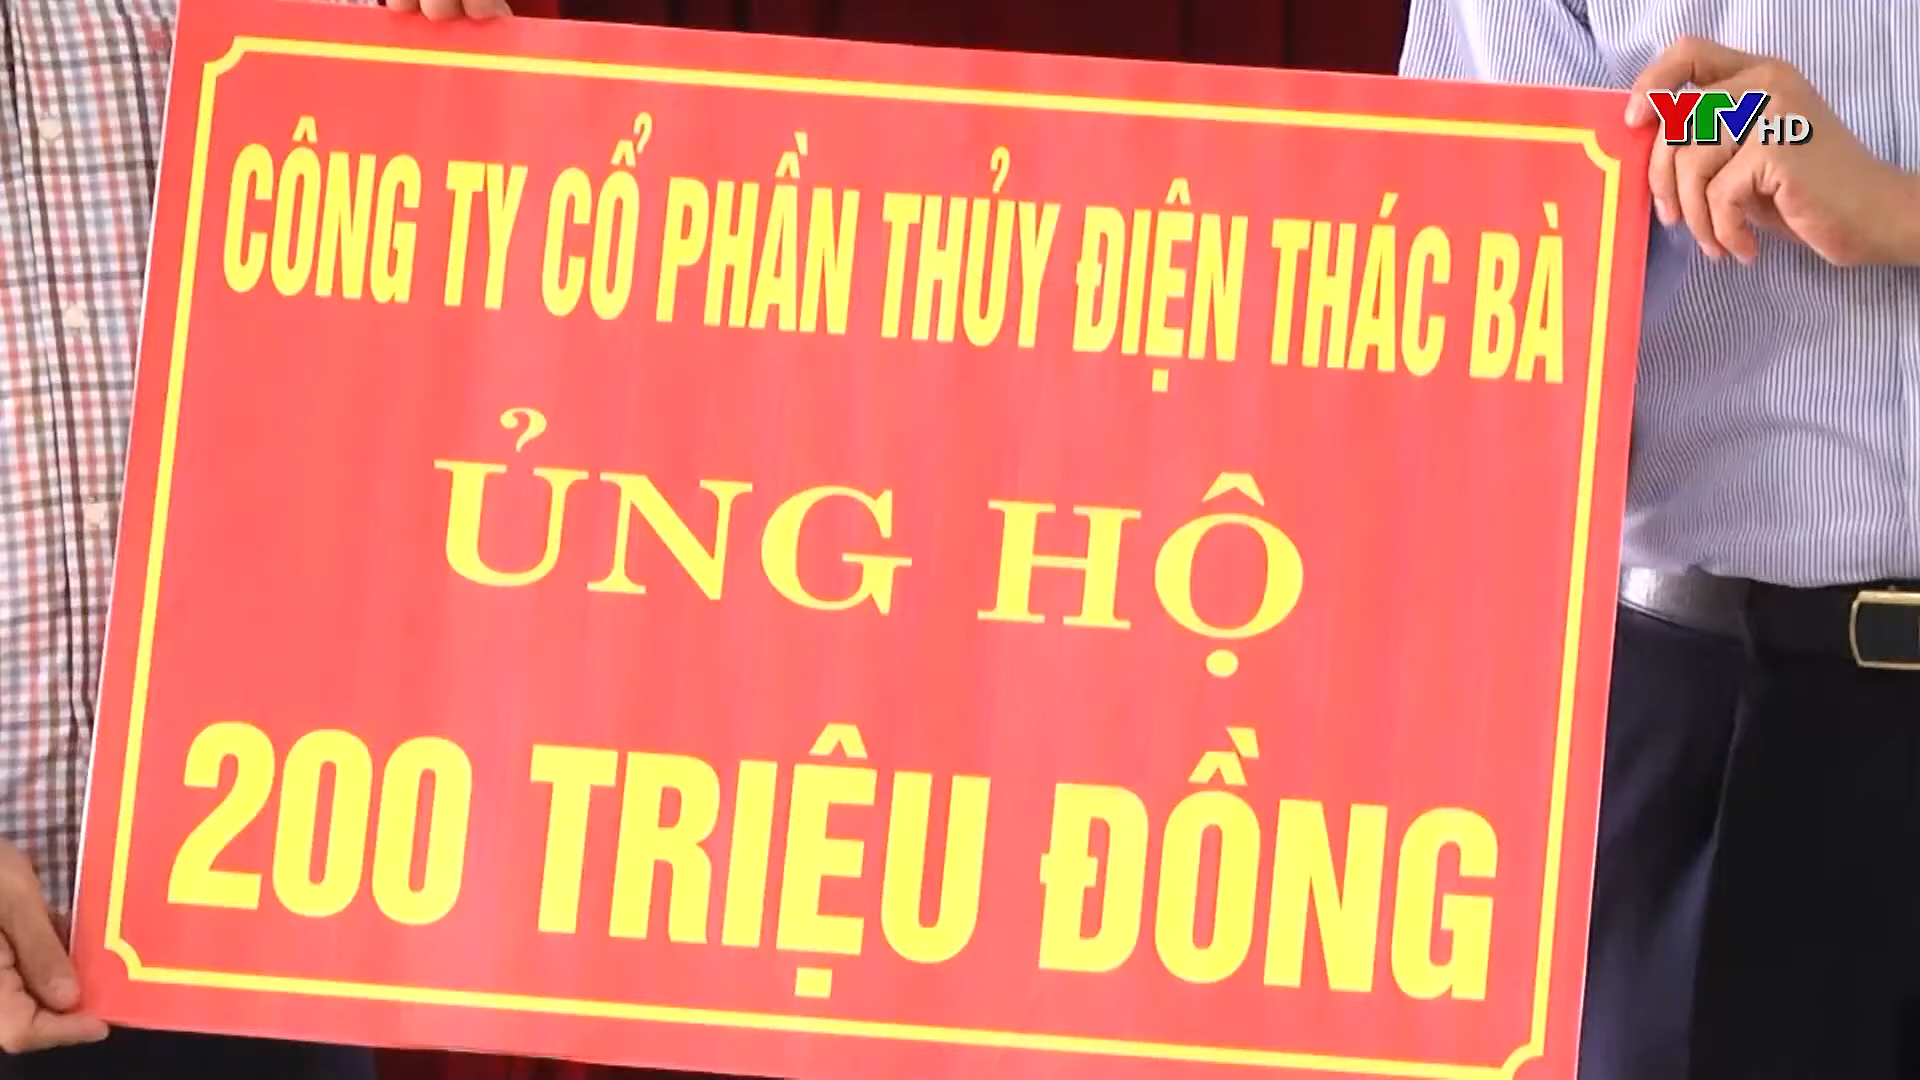 YTV HD
CÔNG TY CỔ PHẦN THỦY ĐIỆN THÁC BÀ
ỦNG HỘ
200 TRIỆU ĐỒNG